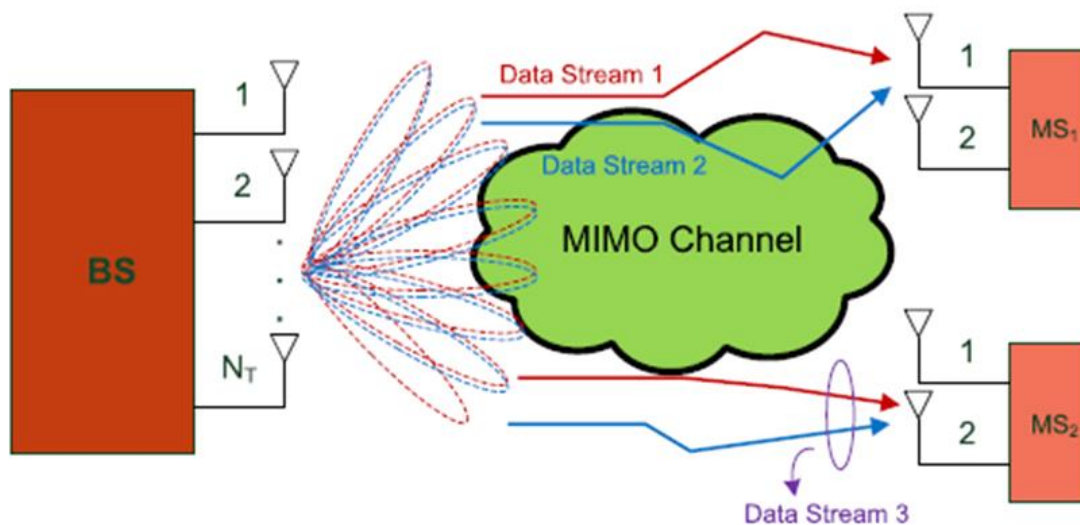 BS
1
2
N_T
Data Stream 1
Data Stream 2
MIMO Channel
1
2
MS₁
1
2
MS₂
Data Stream 3